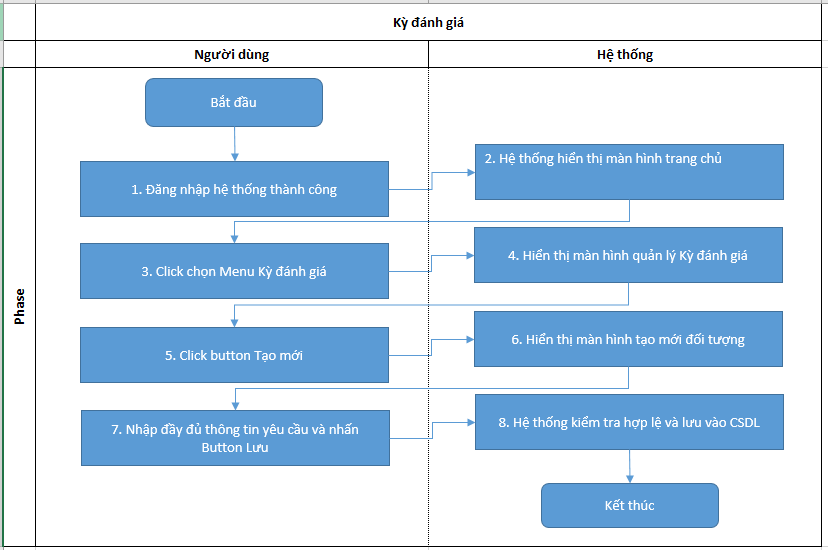 Kỳ đánh giá
Người dùng
Hệ thống
Phase
Bắt đầu
1. Đăng nhập hệ thống thành công
2. Hệ thống hiển thị màn hình trang chủ
3. Click chọn Menu Kỳ đánh giá
4. Hiển thị màn hình quản lý Kỳ đánh giá
5. Click button Tạo mới
6. Hiển thị màn hình tạo mới đối tượng
7. Nhập đầy đủ thông tin yêu cầu và nhấn
Button Lưu
8. Hệ thống kiểm tra hợp lệ và lưu vào CSDL
Kết thúc